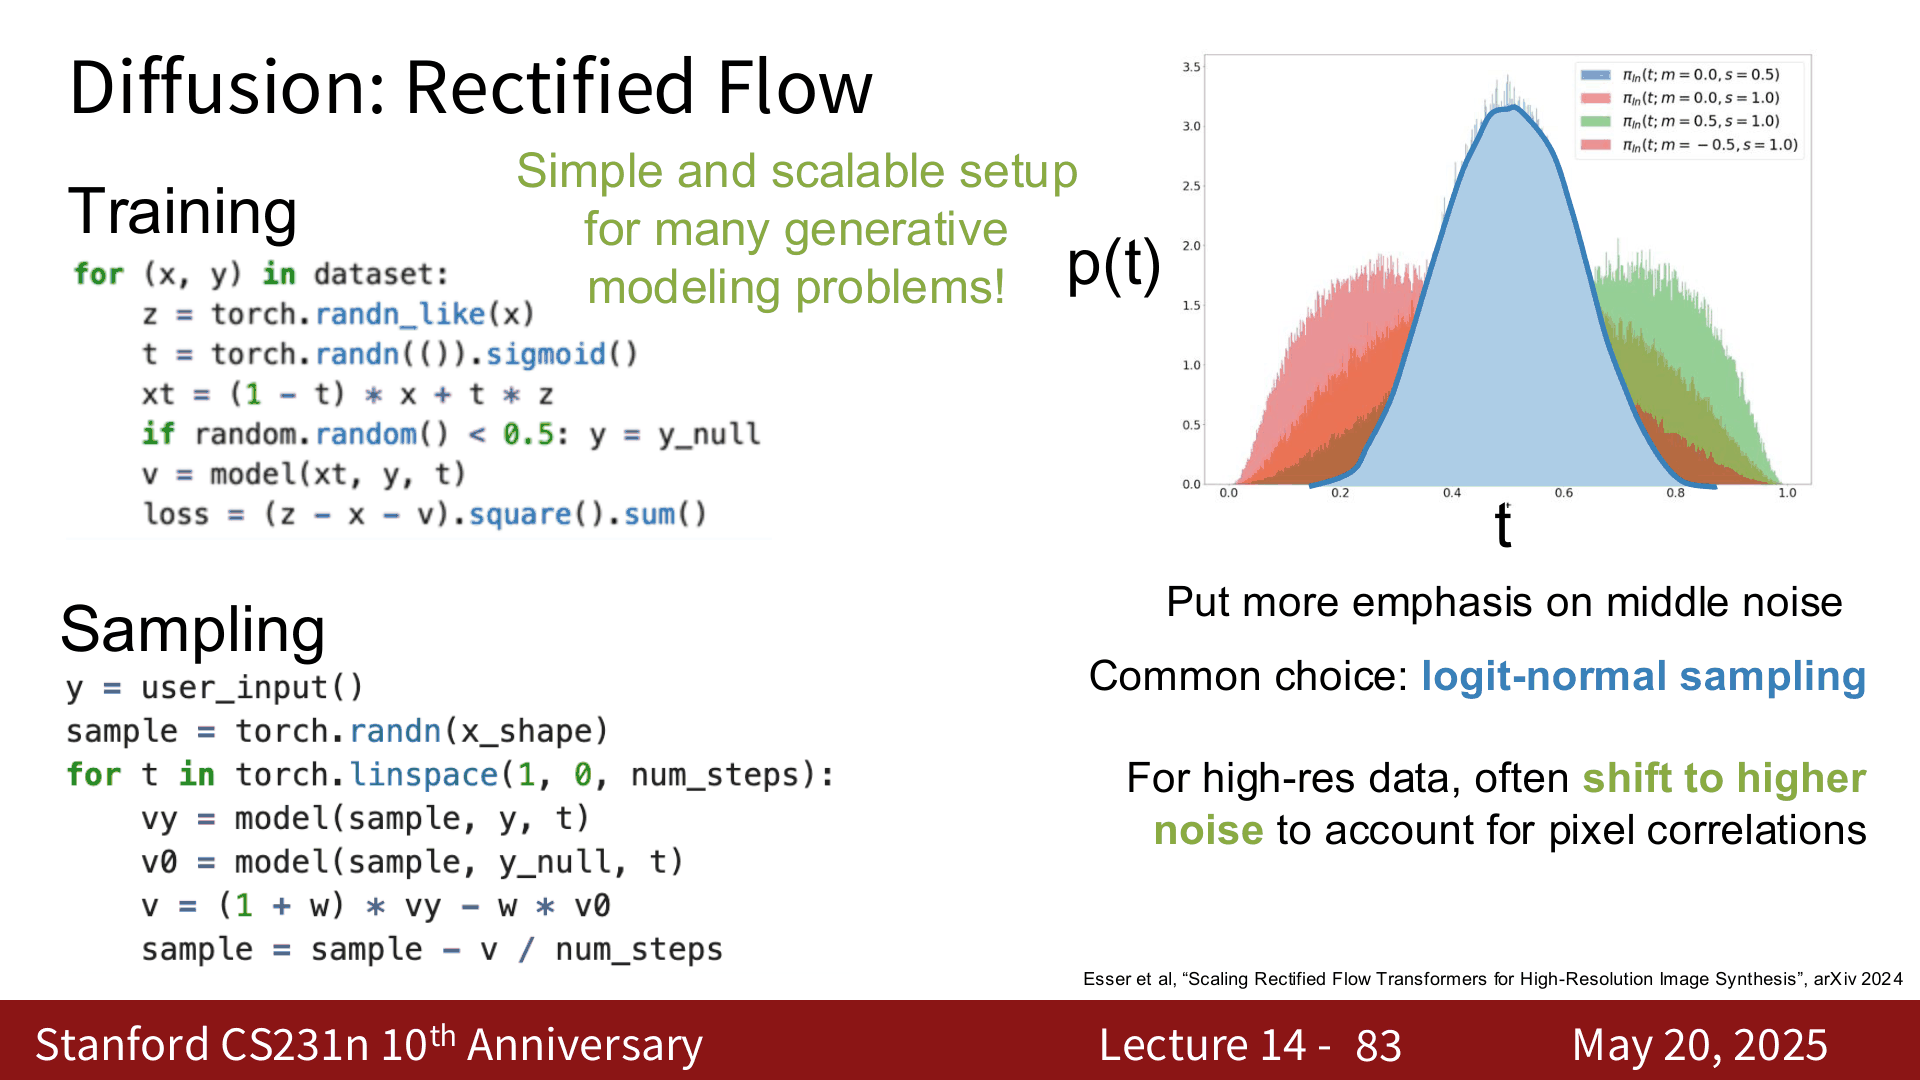 Diffusion: Rectified Flow
Simple and scalable setup
for many generative
modeling problems!
Training
for (x, y) in dataset:
    z = torch.randn_like(x)
    t = torch.randn(()).sigmoid()
    xt = (1 - t) * x + t * z
    if random.random() < 0.5: y = y_null
    v = model(xt, y, t)
    loss = (z - x - v).square().sum()
Sampling
y = user_input()
sample = torch.randn(x_shape)
for t in torch.linspace(1, 0, num_steps):
    vy = model(sample, y, t)
    v0 = model(sample, y_null, t)
    v = (1 + w) * vy - w * v0
    sample = sample - v / num_steps
p(t)
3.5
3.0
2.5
2.0
1.5
1.0
0.5
0.0
0.0 0.2 0.4 0.6 0.8 1.0
t
πln(t; m = 0.0, s = 0.5)
πln(t; m = 0.0, s = 1.0)
πln(t; m = 0.5, s = 1.0)
πln(t; m = − 0.5, s = 1.0)
Put more emphasis on middle noise
Common choice: logit-normal sampling
For high-res data, often shift to higher
noise to account for pixel correlations
Esser et al, “Scaling Rectified Flow Transformers for High-Resolution Image Synthesis”, arXiv 2024
Stanford CS231n 10th Anniversary
Lecture 14 - 83
May 20, 2025